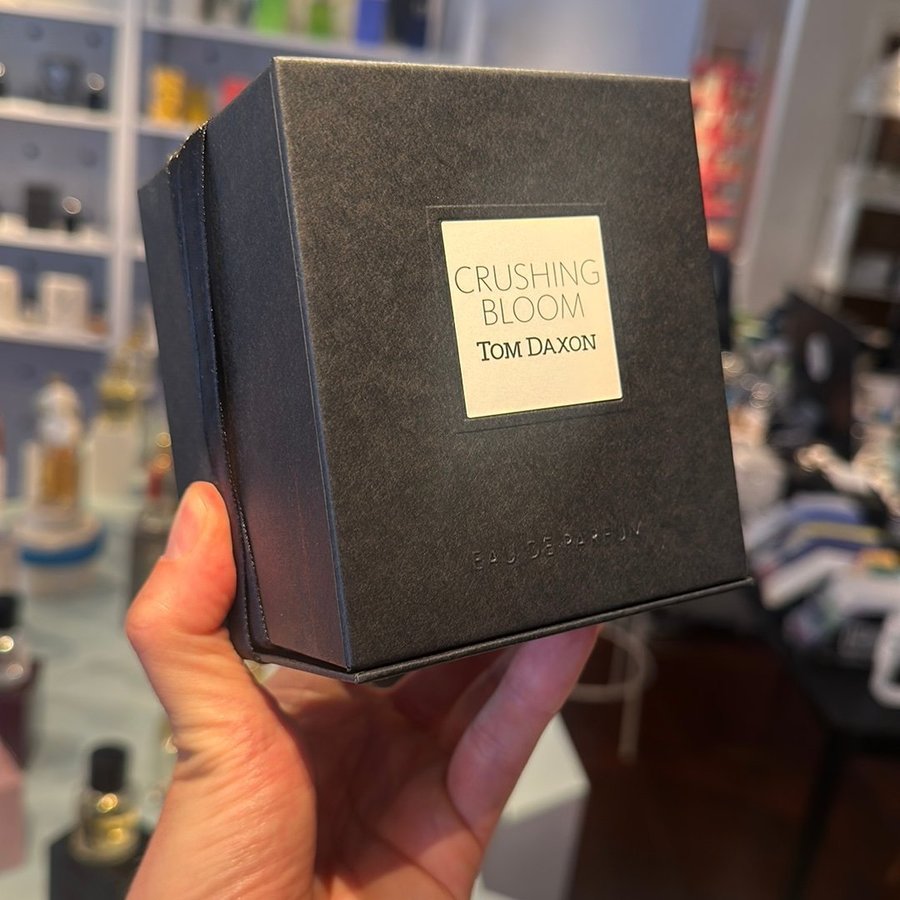 CRUSHING
BLOOM
TOM DAXON
EAU DE PARFUM